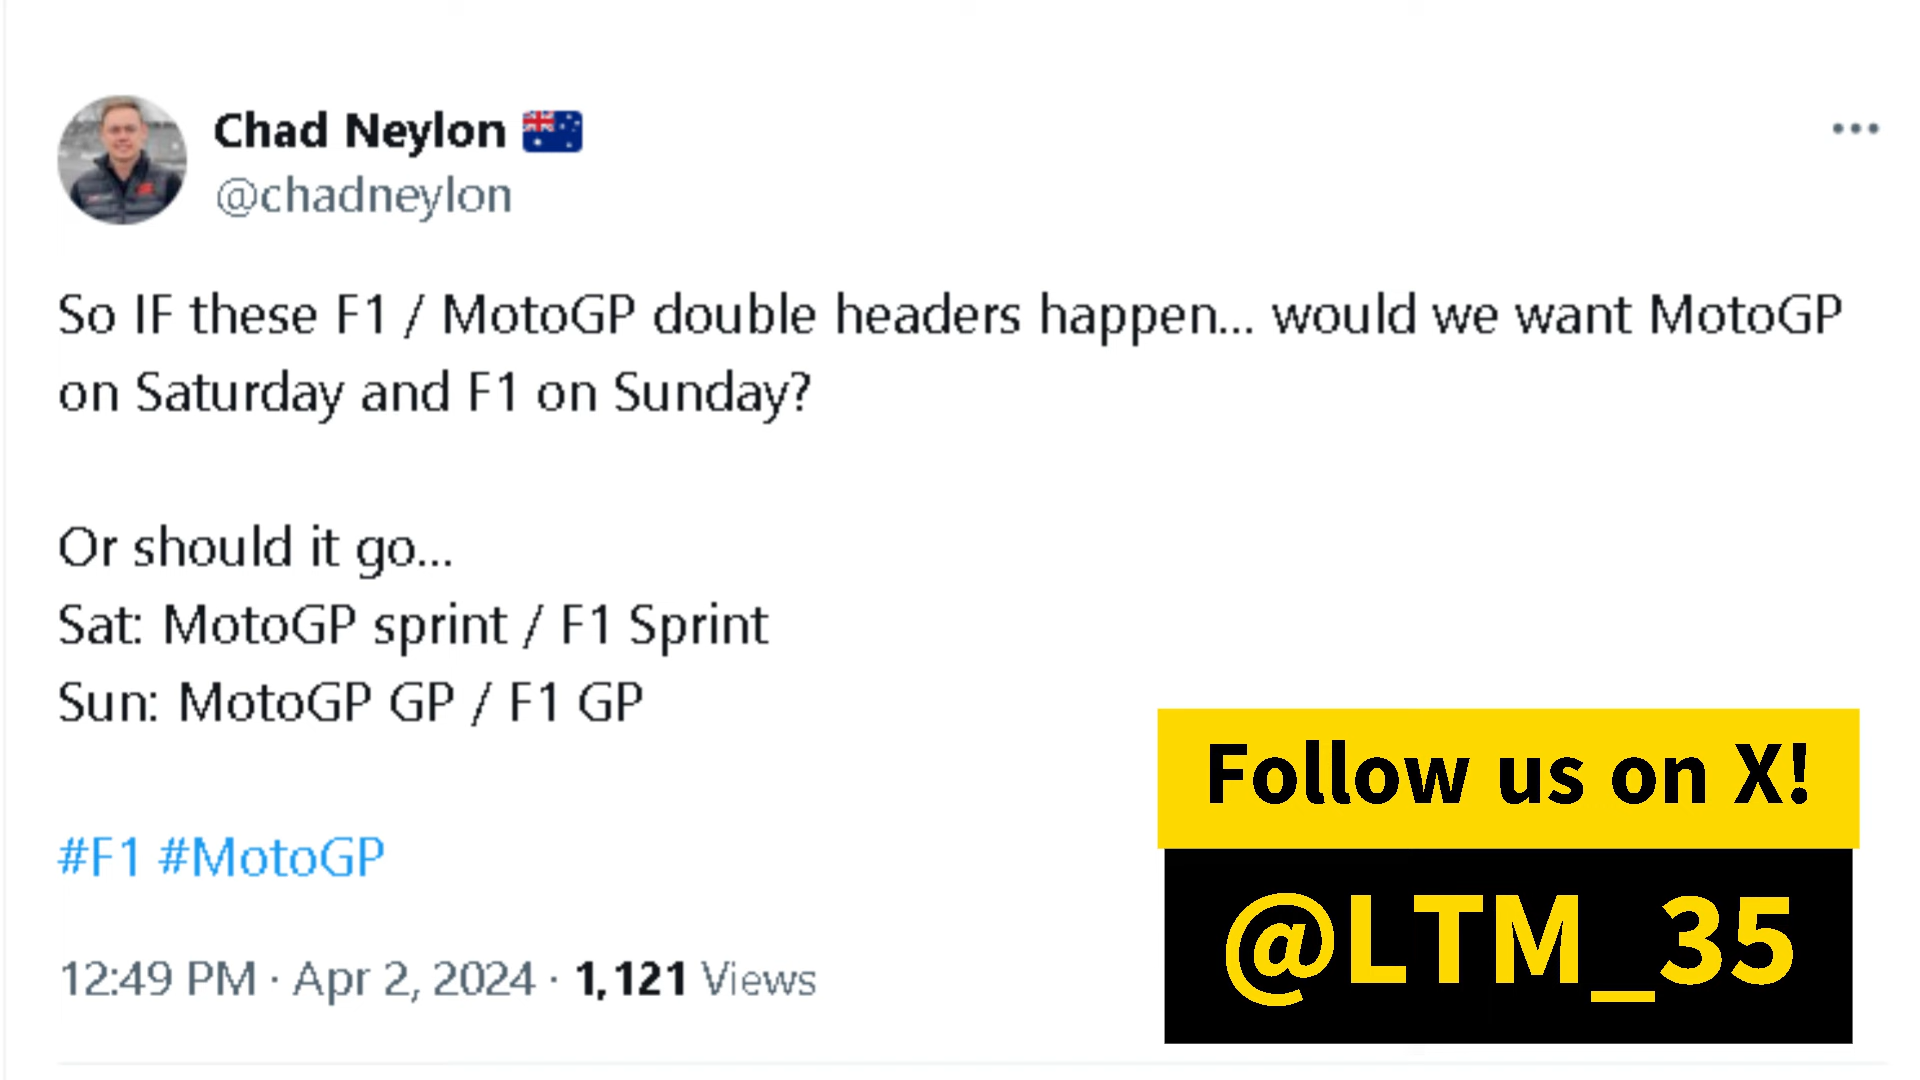 Chad Neylon 🇦🇺
@chadneylon
So IF these F1 / MotoGP double headers happen... would we want MotoGP
on Saturday and F1 on Sunday?
Or should it go...
Sat: MotoGP sprint / F1 Sprint
Sun: MotoGP GP / F1 GP
#F1 #MotoGP
12:49 PM · Apr 2, 2024 · 1,121 Views
Follow us on X!
@LTM_35